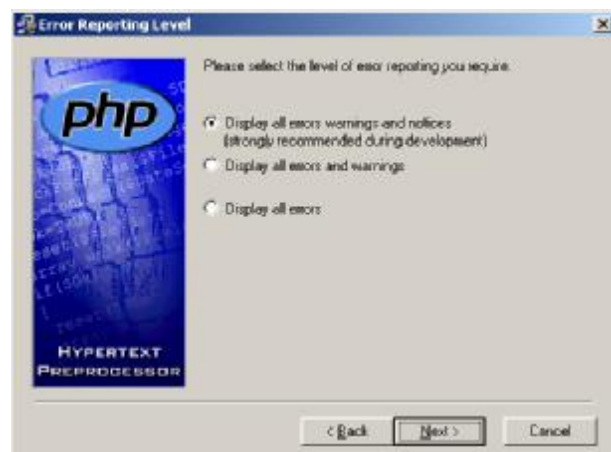 Error Reporting Level
Please select the level of error reporting you require.
php
Display all errors warnings and notices
(strongly recommended during development)
Display all errors and warnings
Display all errors
HYPERTEXT
PREPROCESSOR
< Back
Next >
Cancel